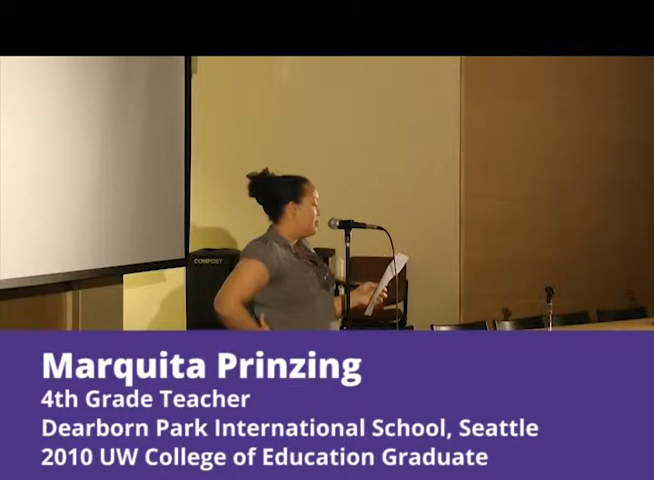 COMPOST
Marquita Prinzing
4th Grade Teacher
Dearborn Park International School, Seattle
2010 UW College of Education Graduate